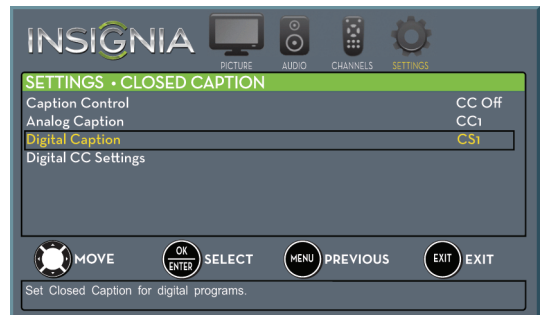 INSIGNIA
PICTURE AUDIO CHANNELS SETTINGS
SETTINGS • CLOSED CAPTION
Caption Control CC Off
Analog Caption CC1
Digital Caption CS1
Digital CC Settings
MOVE OK ENTER SELECT MENU PREVIOUS EXIT EXIT
Set Closed Caption for digital programs.